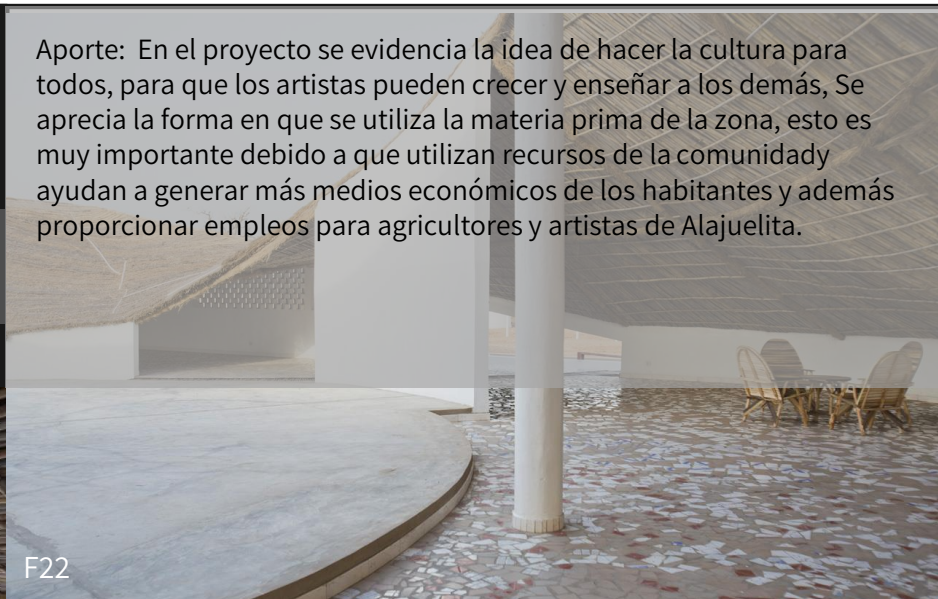 Aporte:  En el proyecto se evidencia la idea de hacer la cultura para
todos, para que los artistas pueden crecer y enseñar a los demás, Se
aprecia la forma en que se utiliza la materia prima de la zona, esto es
muy importante debido a que utilizan recursos de la comunidady
ayudan a generar más medios económicos de los habitantes y además
proporcionar empleos para agricultores y artistas de Alajuelita.
F22